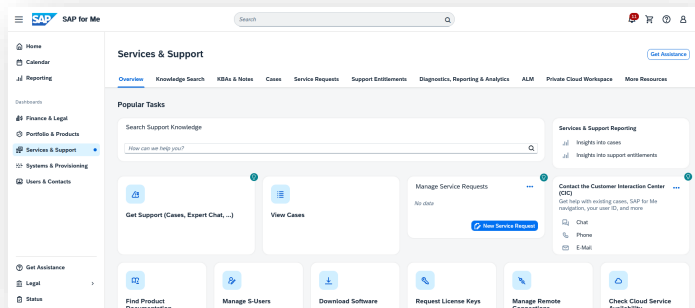 SAP SAP for Me
Search
11
Home
Calendar
Reporting
Dashboards
Finance & Legal
Portfolio & Products
Services & Support
Systems & Provisioning
Users & Contacts
Get Assistance
Legal
Status
Services & Support
Get Assistance
Overview Knowledge Search KBAs & Notes Cases Service Requests Support Entitlements Diagnostics, Reporting & Analytics ALM Private Cloud Workspace More Resources
Popular Tasks
Search Support Knowledge
How can we help you?
Services & Support Reporting
Insights into cases
Insights into support entitlements
Get Support (Cases, Expert Chat, ...)
View Cases
Manage Service Requests
No data
New Service Request
Contact the Customer Interaction Center
(CIC)
Get help with existing cases, SAP for Me
navigation, your user ID, and more
Chat
Phone
E-Mail
Find Product
Documentation
Manage S-Users
Download Software
Request License Keys
Manage Remote
Connections
Check Cloud Service
Availability